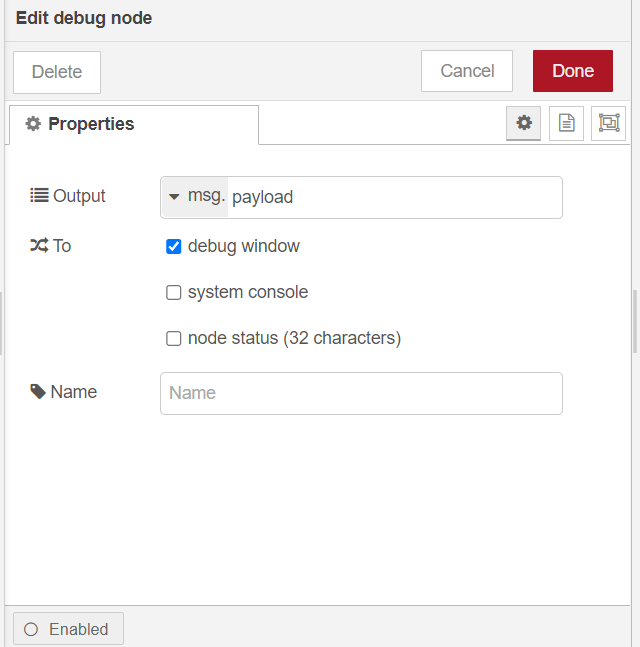 Edit debug node
Delete
Cancel
Done
Properties
Output
msg.
payload
To
debug window
system console
node status (32 characters)
Name
Name
Enabled